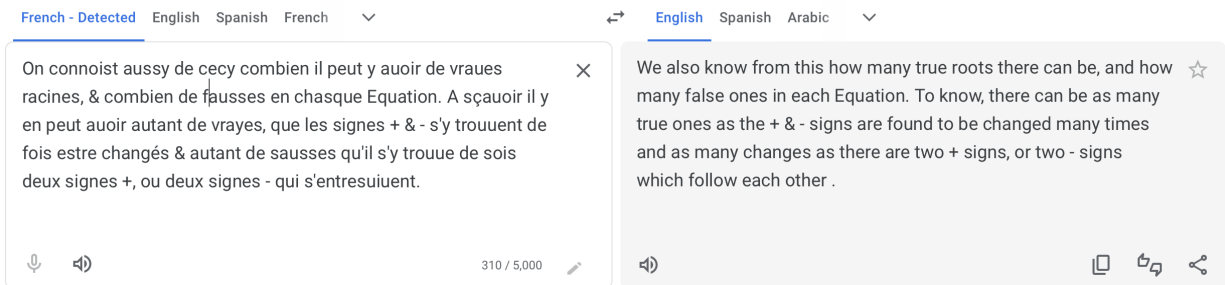 French - Detected English Spanish French
English Spanish Arabic
On connoist aussy de cecy combien il peut y auoir de vraues
racines, & combien de fausses en chasque Equation. A sçauoir il y
en peut auoir autant de vrayes, que les signes + & - s'y trouuent de
fois estre changés & autant de sausses qu'il s'y trouue de sois
deux signes +, ou deux signes - qui s'entresuiuent.
310 / 5,000
We also know from this how many true roots there can be, and how
many false ones in each Equation. To know, there can be as many
true ones as the + & - signs are found to be changed many times
and as many changes as there are two + signs, or two - signs
which follow each other .